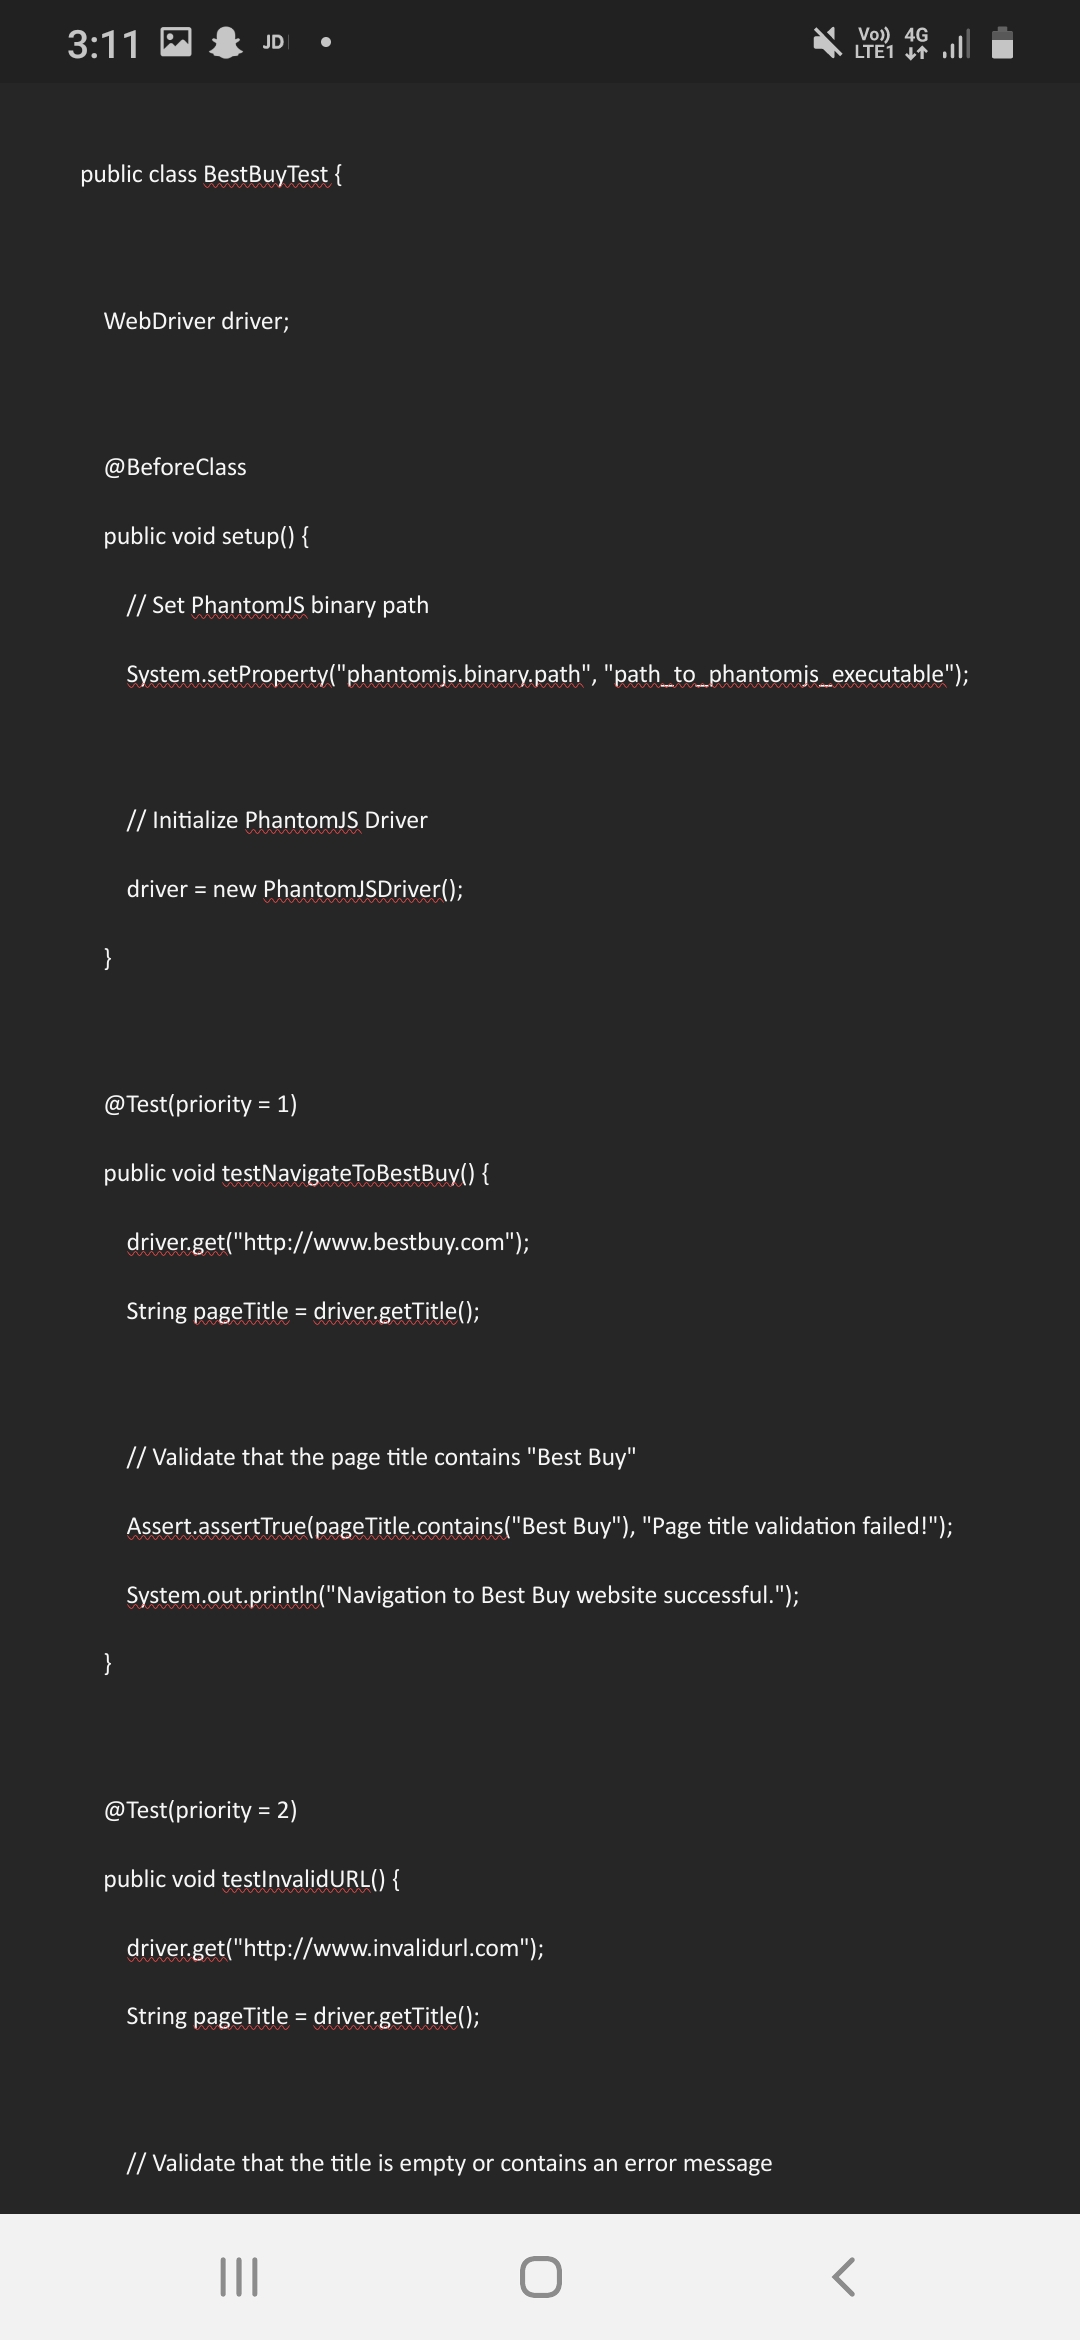 3:11 JD
Vo)) 4G
LTE1
public class BestBuyTest {
WebDriver driver;
@BeforeClass
public void setup() {
// Set PhantomJS binary path
System.setProperty("phantomjs.binary.path", "path_to_phantomjs_executable");
// Initialize PhantomJS Driver
driver = new PhantomJSDriver();
}
@Test(priority = 1)
public void testNavigateToBestBuy() {
driver.get("http://www.bestbuy.com");
String pageTitle = driver.getTitle();
// Validate that the page title contains "Best Buy"
Assert.assertTrue(pageTitle.contains("Best Buy"), "Page title validation failed!");
System.out.println("Navigation to Best Buy website successful.");
}
@Test(priority = 2)
public void testInvalidURL() {
driver.get("http://www.invalidurl.com");
String pageTitle = driver.getTitle();
// Validate that the title is empty or contains an error message